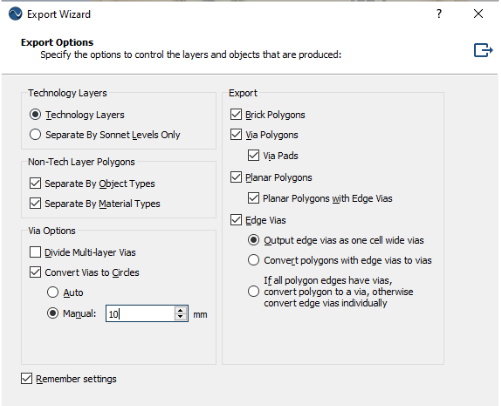 Export Wizard
?
Export Options
Specify the options to control the layers and objects that are produced:
Technology Layers
Technology Layers
Separate By Sonnet Levels Only
Non-Tech Layer Polygons
Separate By Object Types
Separate By Material Types
Via Options
Divide Multi-layer Vias
Convert Vias to Circles
Auto
Manual: 10 mm
Export
Brick Polygons
Via Polygons
Via Pads
Planar Polygons
Planar Polygons with Edge Vias
Edge Vias
Output edge vias as one cell wide vias
Convert polygons with edge vias to vias
If all polygon edges have vias,
convert polygon to a via, otherwise
convert edge vias individually
Remember settings